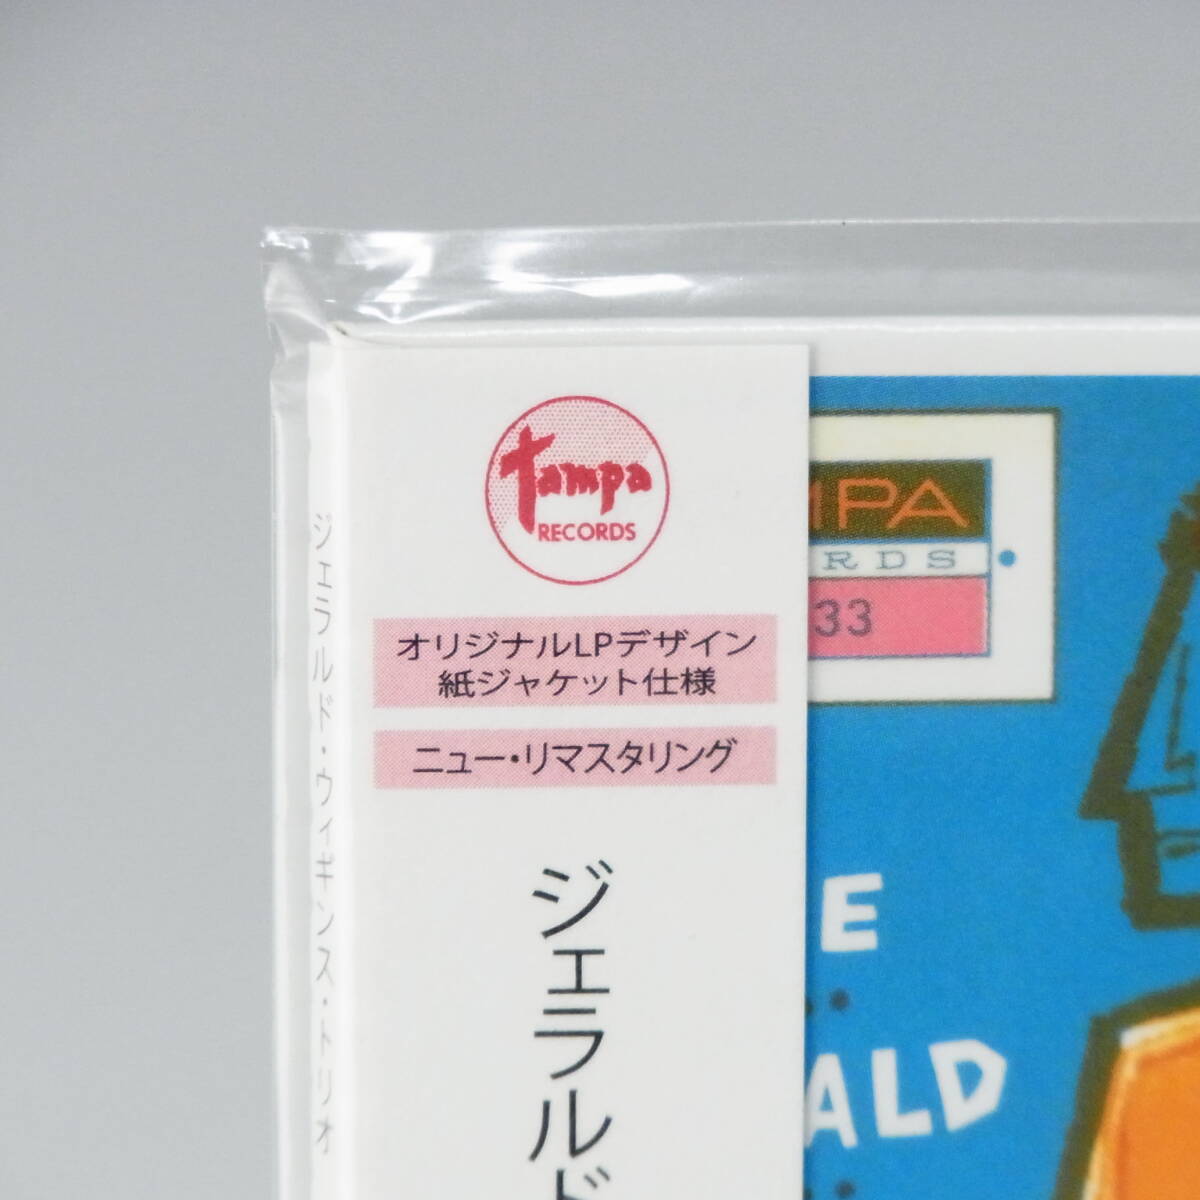 tampa
RECORDS
オリジナルLPデザイン
紙ジャケット仕様
ニュー・リマスタリング
ジェラルド
ジェラルド・ウィギンス・トリオ
MPA
RDS
33
E
ALD